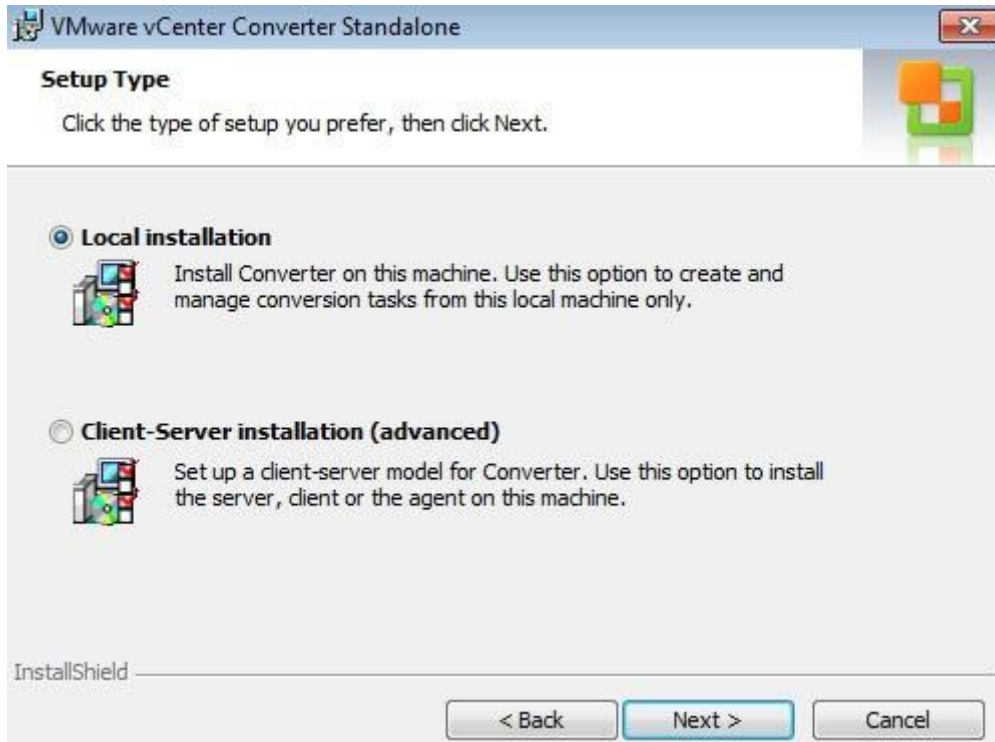 VMware vCenter Converter Standalone
Setup Type
Click the type of setup you prefer, then click Next.
Local installation
Install Converter on this machine. Use this option to create and
manage conversion tasks from this local machine only.
Client-Server installation (advanced)
Set up a client-server model for Converter. Use this option to install
the server, client or the agent on this machine.
InstallShield
< Back
Next >
Cancel